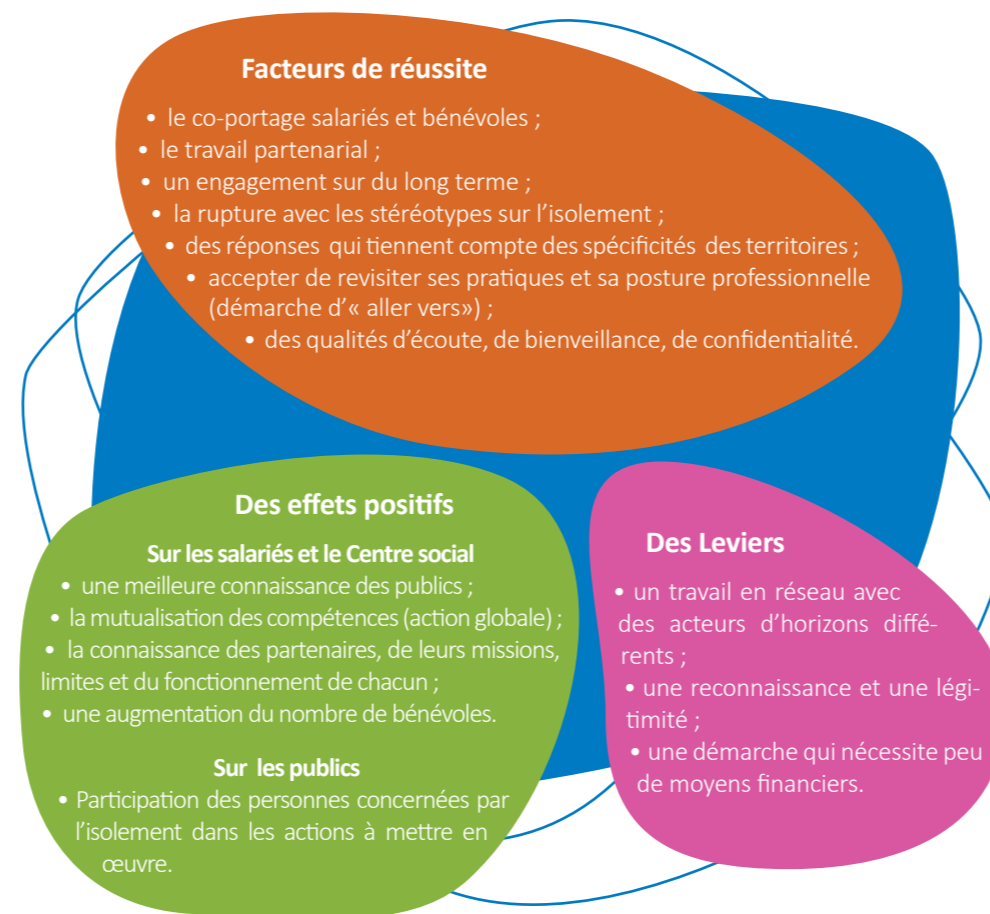 Facteurs de réussite
• le co-portage salariés et bénévoles ;
• le travail partenarial ;
• un engagement sur du long terme ;
• la rupture avec les stéréotypes sur l'isolement ;
• des réponses qui tiennent compte des spécificités des territoires ;
• accepter de revisiter ses pratiques et sa posture professionnelle
(démarche d'« aller vers») ;
• des qualités d'écoute, de bienveillance, de confidentialité.
Des effets positifs
Sur les salariés et le Centre social
• une meilleure connaissance des publics ;
• la mutualisation des compétences (action globale) ;
• la connaissance des partenaires, de leurs missions,
limites et du fonctionnement de chacun ;
• une augmentation du nombre de bénévoles.
Sur les publics
• Participation des personnes concernées par
l'isolement dans les actions à mettre en
œuvre.
Des Leviers
• un travail en réseau avec
des acteurs d'horizons diffé-
rents ;
• une reconnaissance et une légi-
timité ;
• une démarche qui nécessite peu
de moyens financiers.